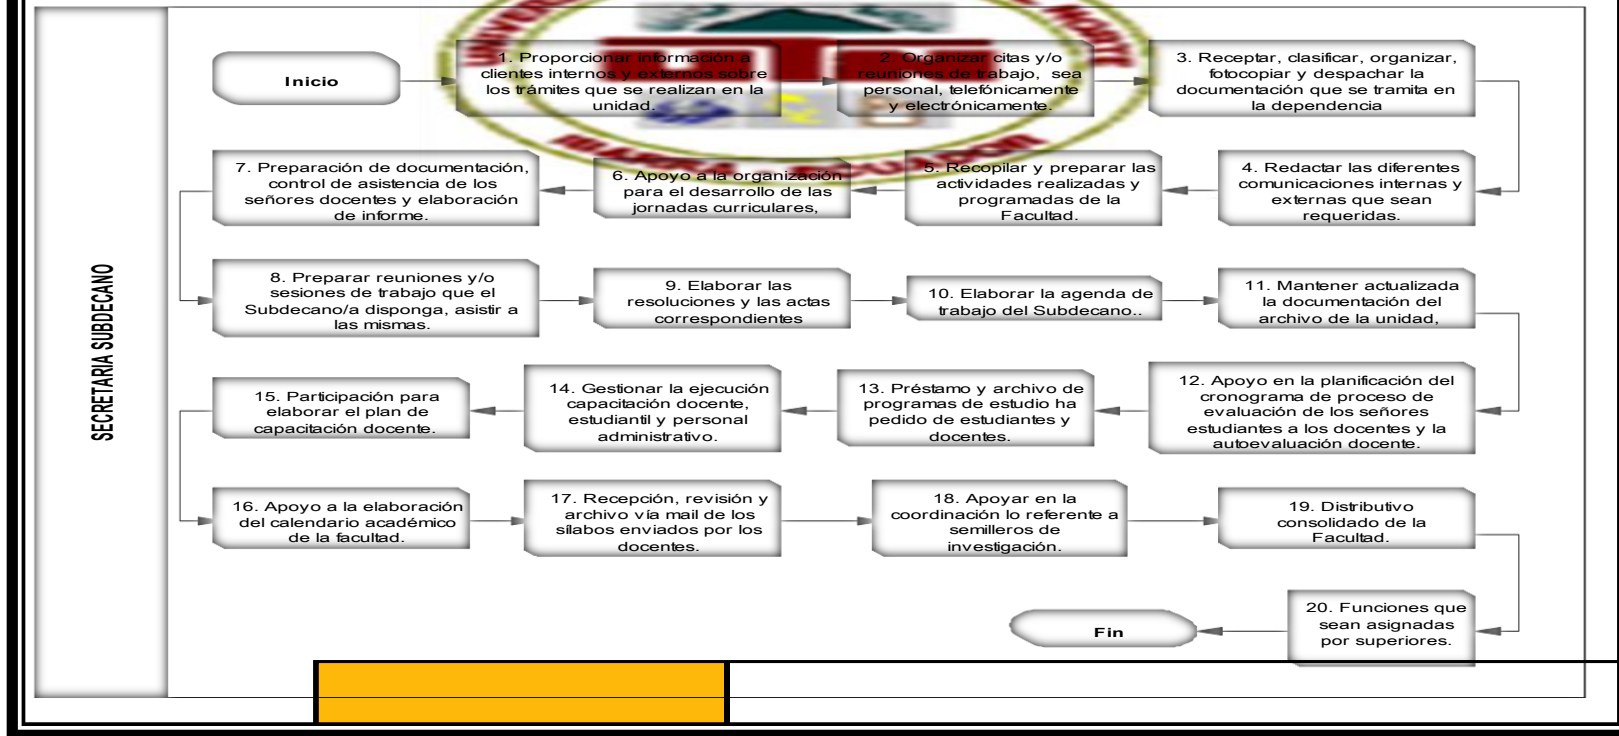 SECRETARIA SUBDECANO
Inicio
1. Proporcionar información a
clientes internos y externos sobre
los trámites que se realizan en la
unidad.
2. Organizar citas y/o
reuniones de trabajo, sea
personal, telefónicamente
y electrónicamente.
3. Receptar, clasificar, organizar,
fotocopiar y despachar la
documentación que se tramita en
la dependencia
4. Redactar las diferentes
comunicaciones internas y
externas que sean
requeridas.
5. Recopilar y preparar las
actividades realizadas y
programadas de la
Facultad.
6. Apoyo a la organización
para el desarrollo de las
jornadas curriculares,
7. Preparación de documentación,
control de asistencia de los
señores docentes y elaboración
de informe.
8. Preparar reuniones y/o
sesiones de trabajo que el
Subdecano/a disponga, asistir a
las mismas.
9. Elaborar las
resoluciones y las actas
correspondientes
10. Elaborar la agenda de
trabajo del Subdecano..
11. Mantener actualizada
la documentación del
archivo de la unidad,
12. Apoyo en la planificación del
cronograma de proceso de
evaluación de los señores
estudiantes a los docentes y la
autoevaluación docente.
13. Préstamo y archivo de
programas de estudio ha
pedido de estudiantes y
docentes.
14. Gestionar la ejecución
capacitación docente,
estudiantil y personal
administrativo.
15. Participación para
elaborar el plan de
capacitación docente.
16. Apoyo a la elaboración
del calendario académico
de la facultad.
17. Recepción, revisión y
archivo vía mail de los
sílabos enviados por los
docentes.
18. Apoyar en la
coordinación lo referente a
semilleros de
investigación.
19. Distributivo
consolidado de la
Facultad.
20. Funciones que
sean asignadas
por superiores.
Fin